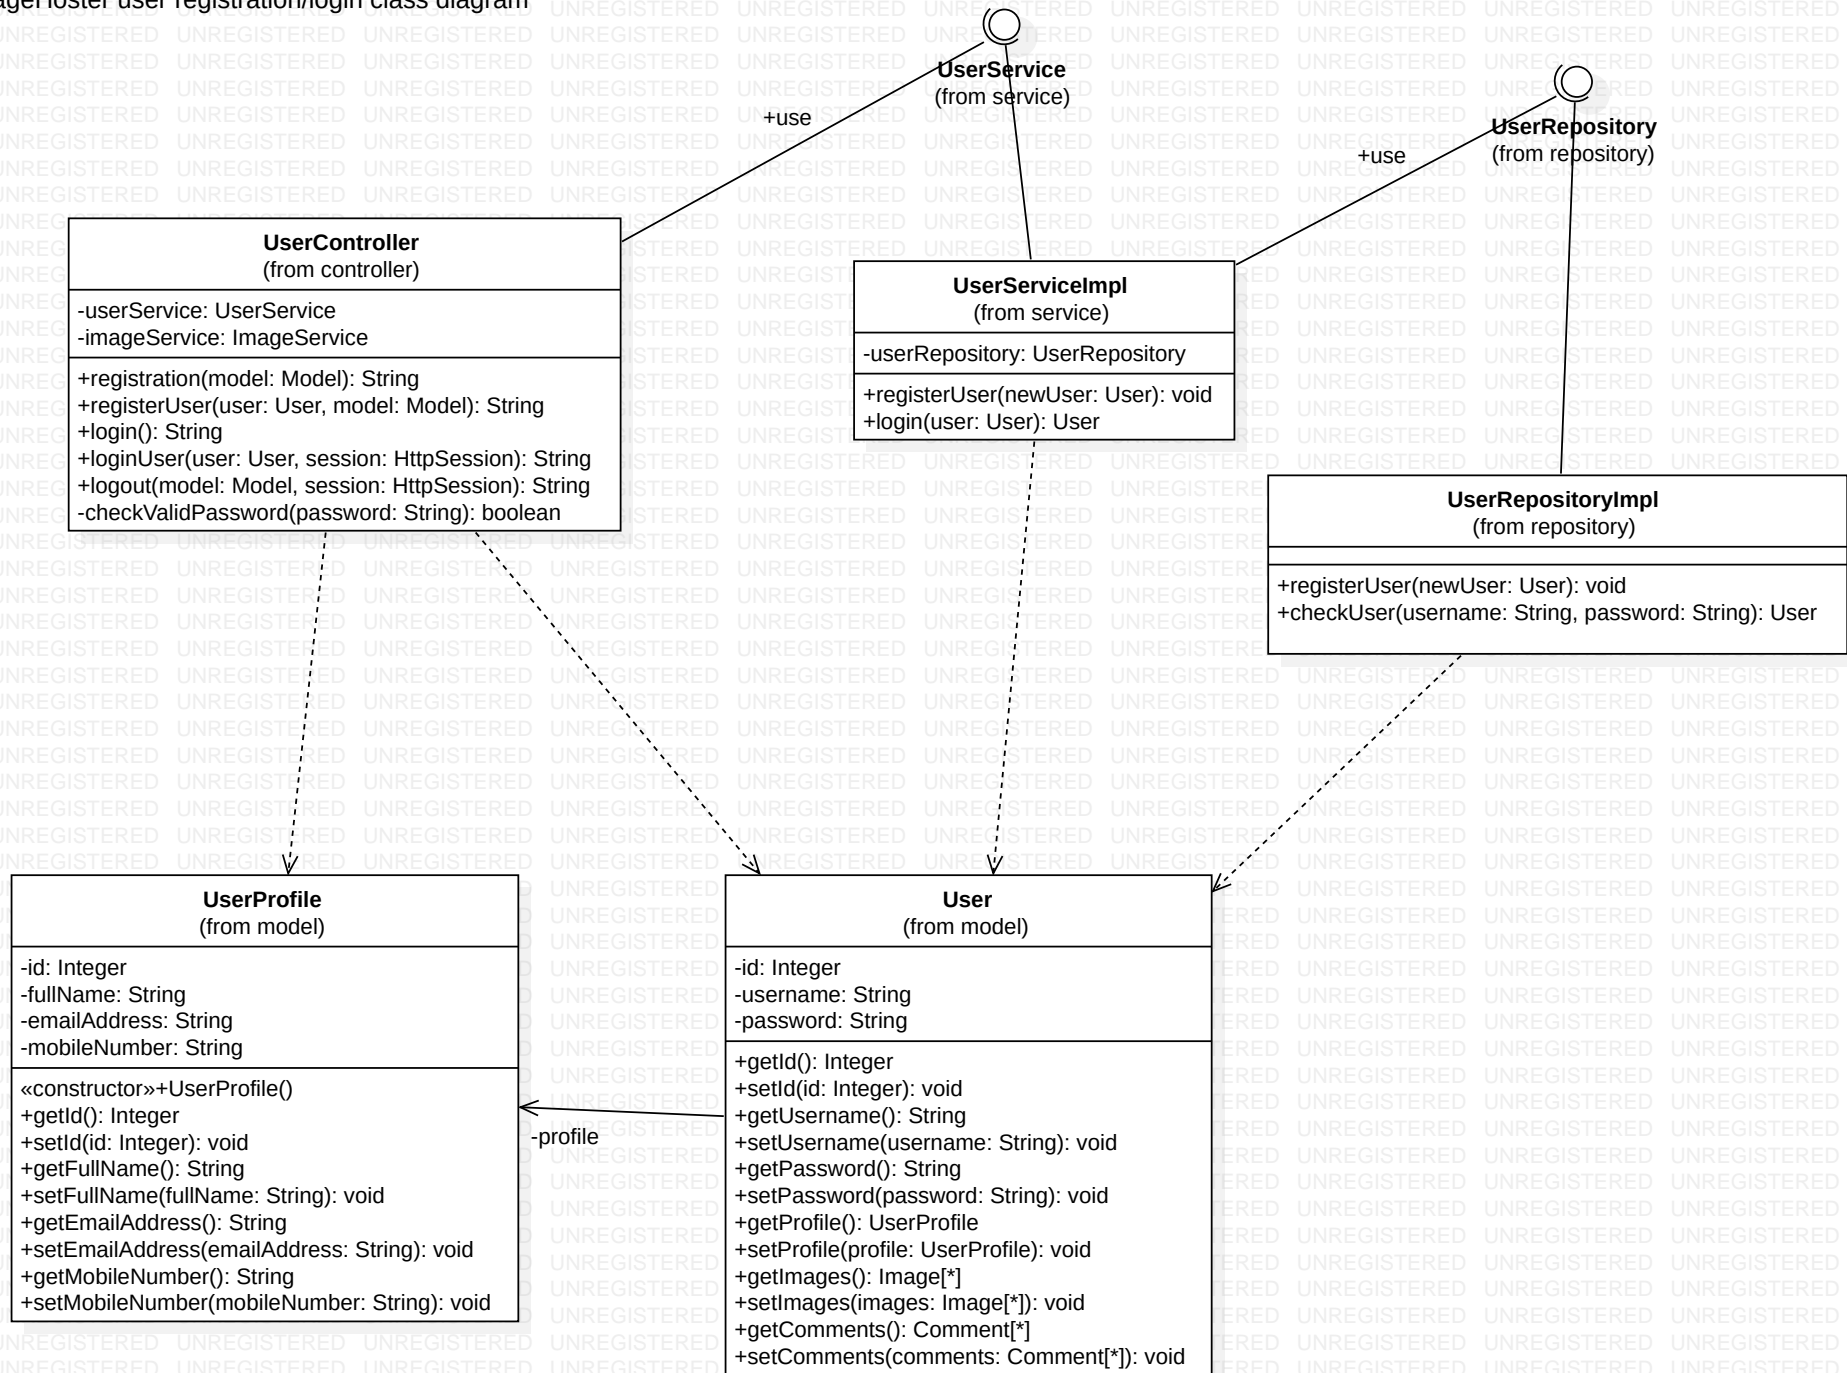 user registration/login class diagram
UserService
(from service)
+use
UserRepository
(from repository)
+use
UserController
(from controller)
-userService: UserService
-imageService: ImageService
+registration(model: Model): String
+registerUser(user: User, model: Model): String
+login(): String
+loginUser(user: User, session: HttpSession): String
+logout(model: Model, session: HttpSession): String
-checkValidPassword(password: String): boolean
UserServiceImpl
(from service)
-userRepository: UserRepository
+registerUser(newUser: User): void
+login(user: User): User
UserRepositoryImpl
(from repository)
+registerUser(newUser: User): void
+checkUser(username: String, password: String): User
UserProfile
(from model)
-id: Integer
-fullName: String
-emailAddress: String
-mobileNumber: String
«constructor»+UserProfile()
+getId(): Integer
+setId(id: Integer): void
+getFullName(): String
+setFullName(fullName: String): void
+getEmailAddress(): String
+setEmailAddress(emailAddress: String): void
+getMobileNumber(): String
+setMobileNumber(mobileNumber: String): void
-profile
User
(from model)
-id: Integer
-username: String
-password: String
+getId(): Integer
+setId(id: Integer): void
+getUsername(): String
+setUsername(username: String): void
+getPassword(): String
+setPassword(password: String): void
+getProfile(): UserProfile
+setProfile(profile: UserProfile): void
+getImages(): Image[*]
+setImages(images: Image[*]): void
+getComments(): Comment[*]
+setComments(comments: Comment[*]): void
UNREGISTERED